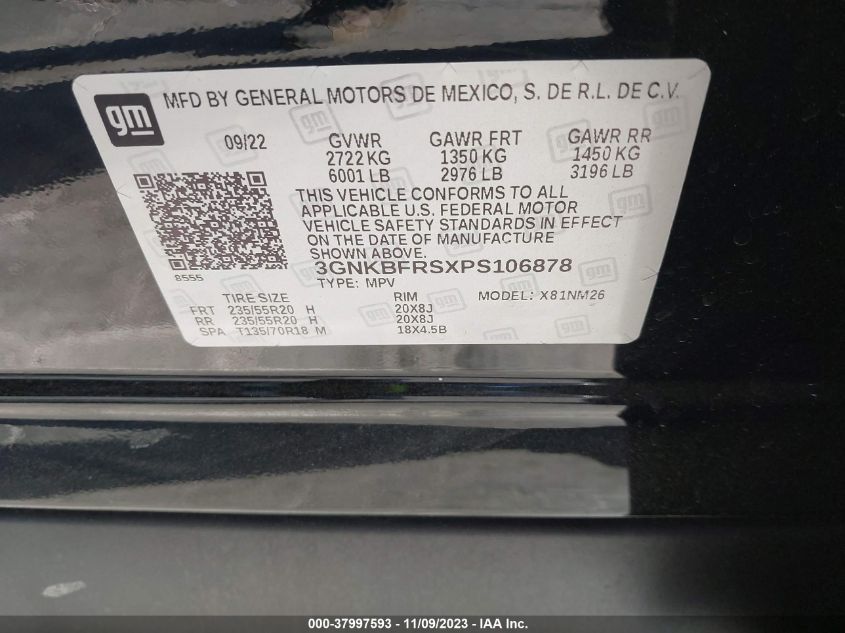 gm MFD BY GENERAL MOTORS DE MEXICO, S. DE R.L. DE C.V.
09/22 GVWR GAWR FRT GAWR RR
2722 KG 1350 KG 1450 KG
6001 LB 2976 LB 3196 LB
THIS VEHICLE CONFORMS TO ALL
APPLICABLE U.S. FEDERAL MOTOR
VEHICLE SAFETY STANDARDS IN EFFECT
ON THE DATE OF MANUFACTURE
SHOWN ABOVE.
8555 3GNKBFRSXPS106878
TYPE: MPV MODEL: X81NM26
TIRE SIZE RIM
FRT 235/55R20 H 20X8J
RR 235/55R20 H 20X8J
SPA T135/70R18 M 18X4.5B
000-37997593 - 11/09/2023 - IAA Inc.